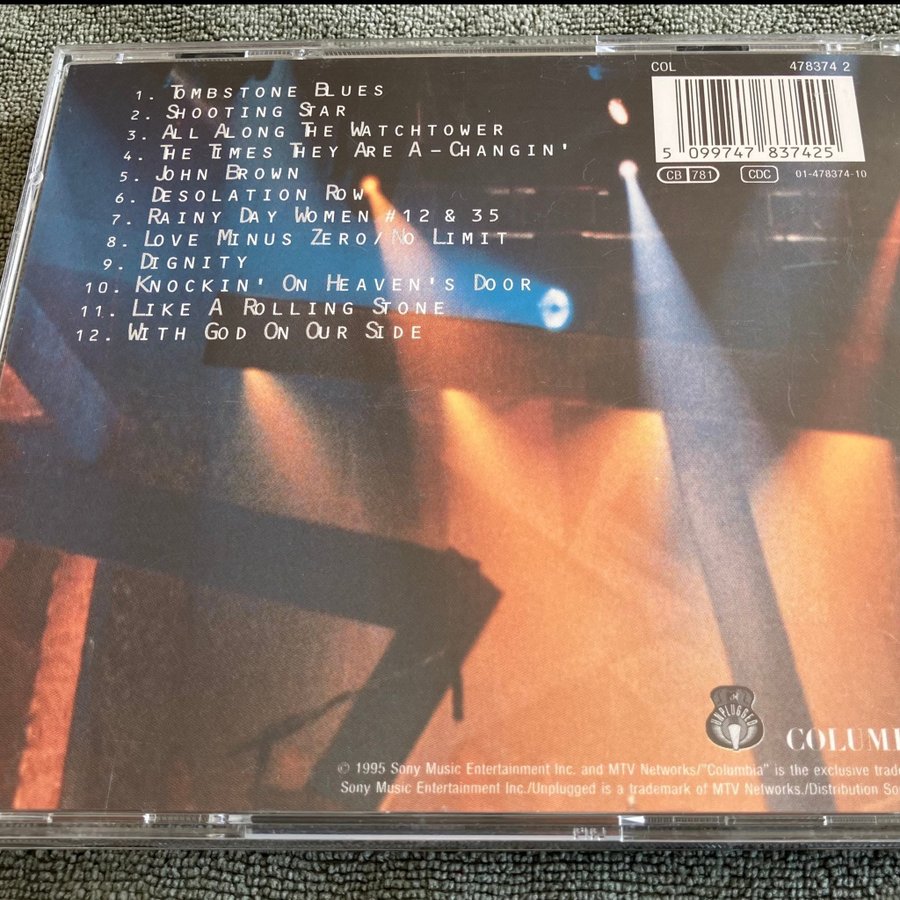 1. Tombstone Blues
2. Shooting Star
3. All Along The Watchtower
4. The Times They Are A-Changin'
5. John Brown
6. Desolation Row
7. Rainy Day Women #12 & 35
8. Love Minus Zero/No Limit
9. Dignity
10. Knockin' On Heaven's Door
11. Like A Rolling Stone
12. With God On Our Side
COL 478374 2
5 099747 837425
CB 781 CDC 01-478374-10
UNPLUGGED
COLUM
© 1995 Sony Music Entertainment Inc. and MTV Networks/"Columbia" is the exclusive trade
Sony Music Entertainment Inc./Unplugged is a trademark of MTV Networks./Distribution So